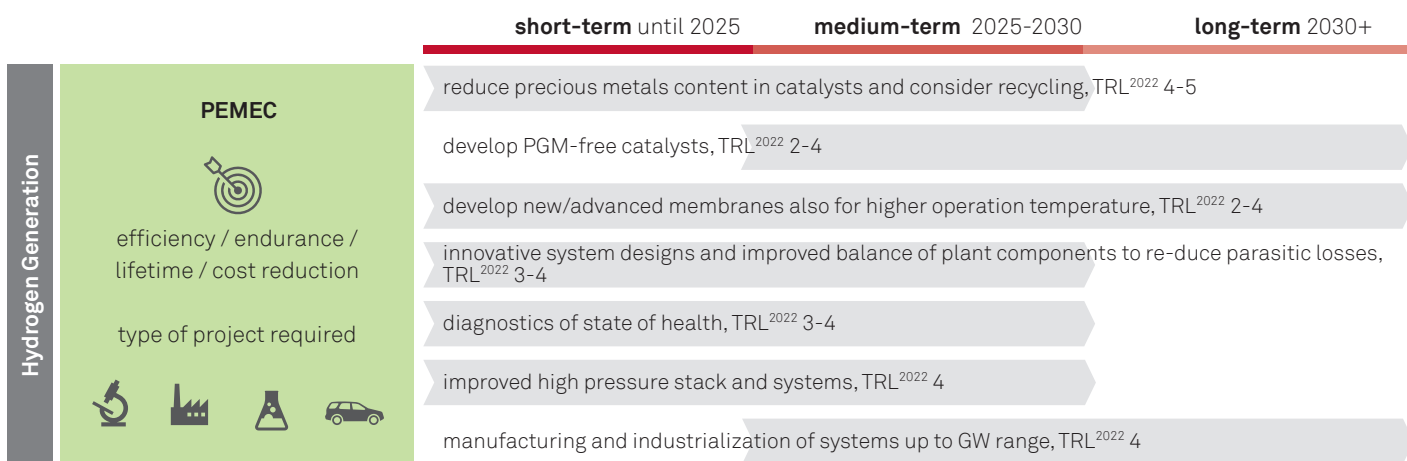 short-term until 2025 medium-term 2025-2030 long-term 2030+
Hydrogen Generation
PEMEC
efficiency / endurance /
lifetime / cost reduction
type of project required
reduce precious metals content in catalysts and consider recycling, TRL²⁰²² 4-5
develop PGM-free catalysts, TRL²⁰²² 2-4
develop new/advanced membranes also for higher operation temperature, TRL²⁰²² 2-4
innovative system designs and improved balance of plant components to re-duce parasitic losses,
TRL²⁰²² 3-4
diagnostics of state of health, TRL²⁰²² 3-4
improved high pressure stack and systems, TRL²⁰²² 4
manufacturing and industrialization of systems up to GW range, TRL²⁰²² 4